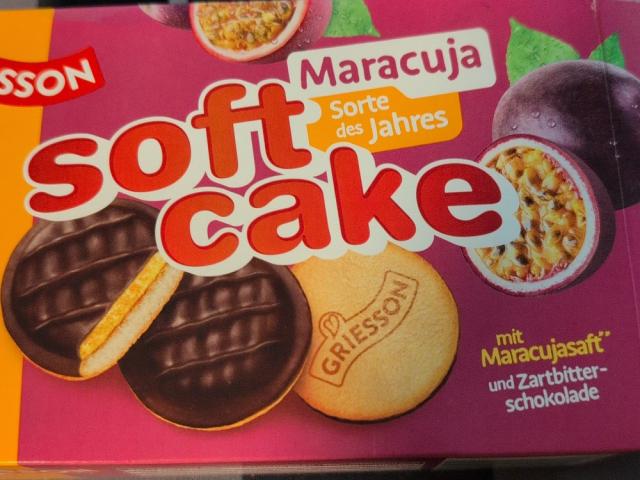 SSON
Maracuja
Sorte
des Jahres
soft
cake
GRIESSON
mit
Maracujasaft**
und Zartbitter-
schokolade